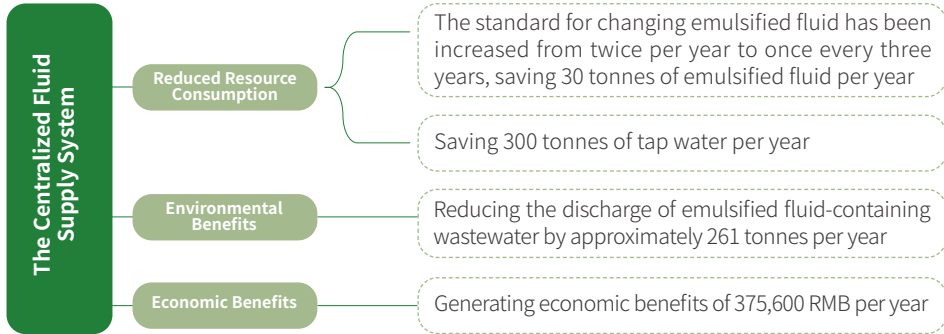 The Centralized Fluid
Supply System
Reduced Resource
Consumption
The standard for changing emulsified fluid has been
increased from twice per year to once every three
years, saving 30 tonnes of emulsified fluid per year
Saving 300 tonnes of tap water per year
Environmental
Benefits
Reducing the discharge of emulsified fluid-containing
wastewater by approximately 261 tonnes per year
Economic Benefits
Generating economic benefits of 375,600 RMB per year